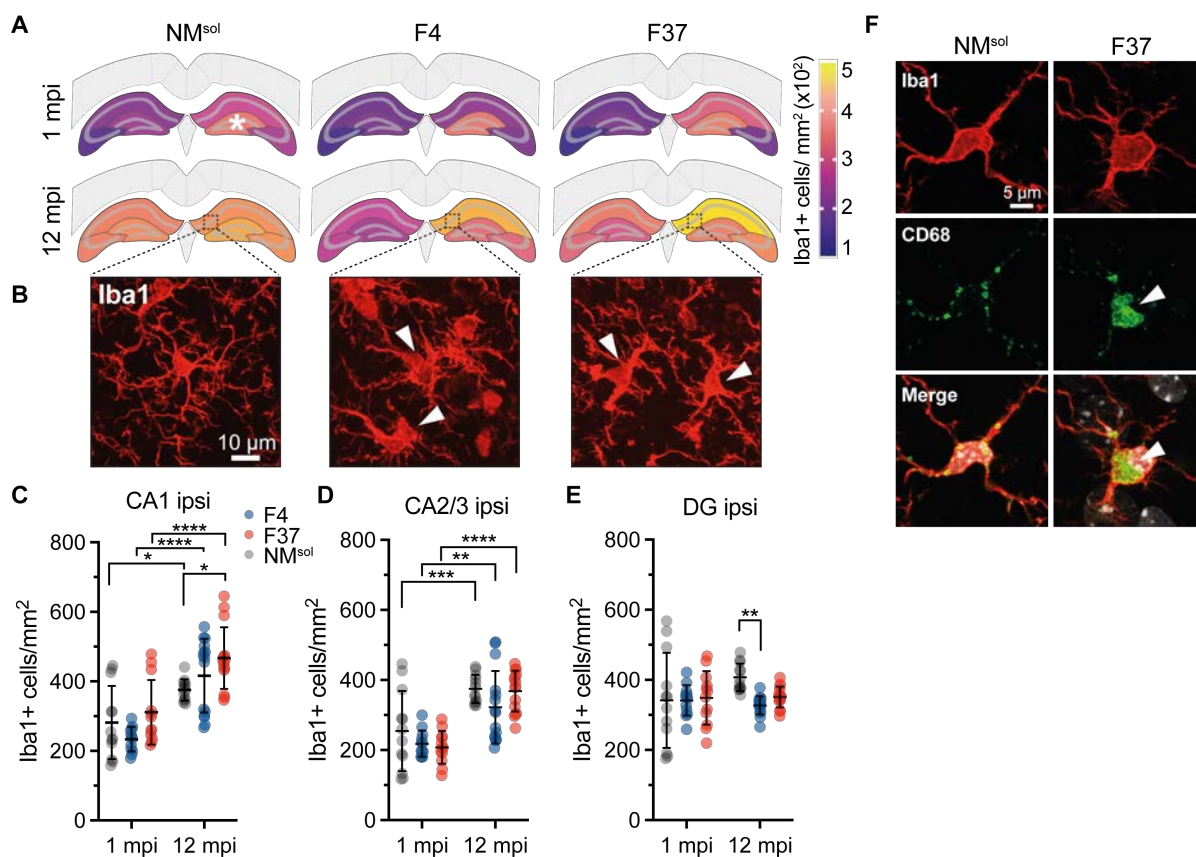 A
NMsol
F4
F37
1 mpi
*
12 mpi
Iba1+ cells/ mm2 (x102)
5
4
3
2
1
B
Iba1
10 µm
C
CA1 ipsi
F4
F37
NMsol
Iba1+ cells/mm2
800
600
400
200
0
****
****
*
*
1 mpi
12 mpi
D
CA2/3 ipsi
Iba1+ cells/mm2
800
600
400
200
0
****
**
***
1 mpi
12 mpi
E
DG ipsi
Iba1+ cells/mm2
800
600
400
200
0
**
1 mpi
12 mpi
F
NMsol
F37
Iba1
5 µm
CD68
Merge